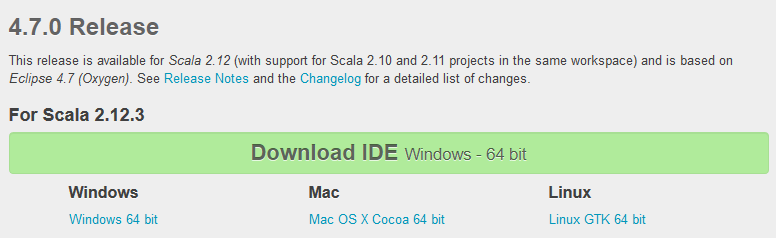 4.7.0 Release
This release is available for Scala 2.12 (with support for Scala 2.10 and 2.11 projects in the same workspace) and is based on
Eclipse 4.7 (Oxygen). See Release Notes and the Changelog for a detailed list of changes.
For Scala 2.12.3
Download IDE Windows - 64 bit
Windows Mac Linux
Windows 64 bit Mac OS X Cocoa 64 bit Linux GTK 64 bit